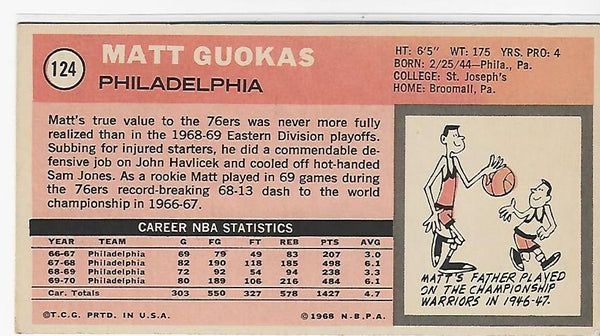 124
MATT GUOKAS
PHILADELPHIA
HT: 6'5" WT: 175 YRS. PRO: 4
BORN: 2/25/44—Phila., Pa.
COLLEGE: St. Joseph's
HOME: Broomall, Pa.
Matt's true value to the 76ers was never more fully
realized than in the 1968-69 Eastern Division playoffs.
Subbing for injured starters, he did a commendable de-
fensive job on John Havlicek and cooled off hot-handed
Sam Jones. As a rookie Matt played in 69 games during
the 76ers record-breaking 68-13 dash to the world
championship in 1966-67.
CAREER NBA STATISTICS
YEAR TEAM G FG FT REB PTS AVG
66-67 Philadelphia 69 79 49 83 207 3.0
67-68 Philadelphia 82 190 118 185 498 6.1
68-69 Philadelphia 72 92 54 94 238 3.3
69-70 Philadelphia 80 189 106 216 484 6.1
Car. Totals 303 550 327 578 1427 4.7
©T.C.G. PRTD. IN U.S.A. ©1968 N.B.P.A.
MATT'S FATHER PLAYED
ON THE CHAMPIONSHIP
WARRIORS IN 1946-47.